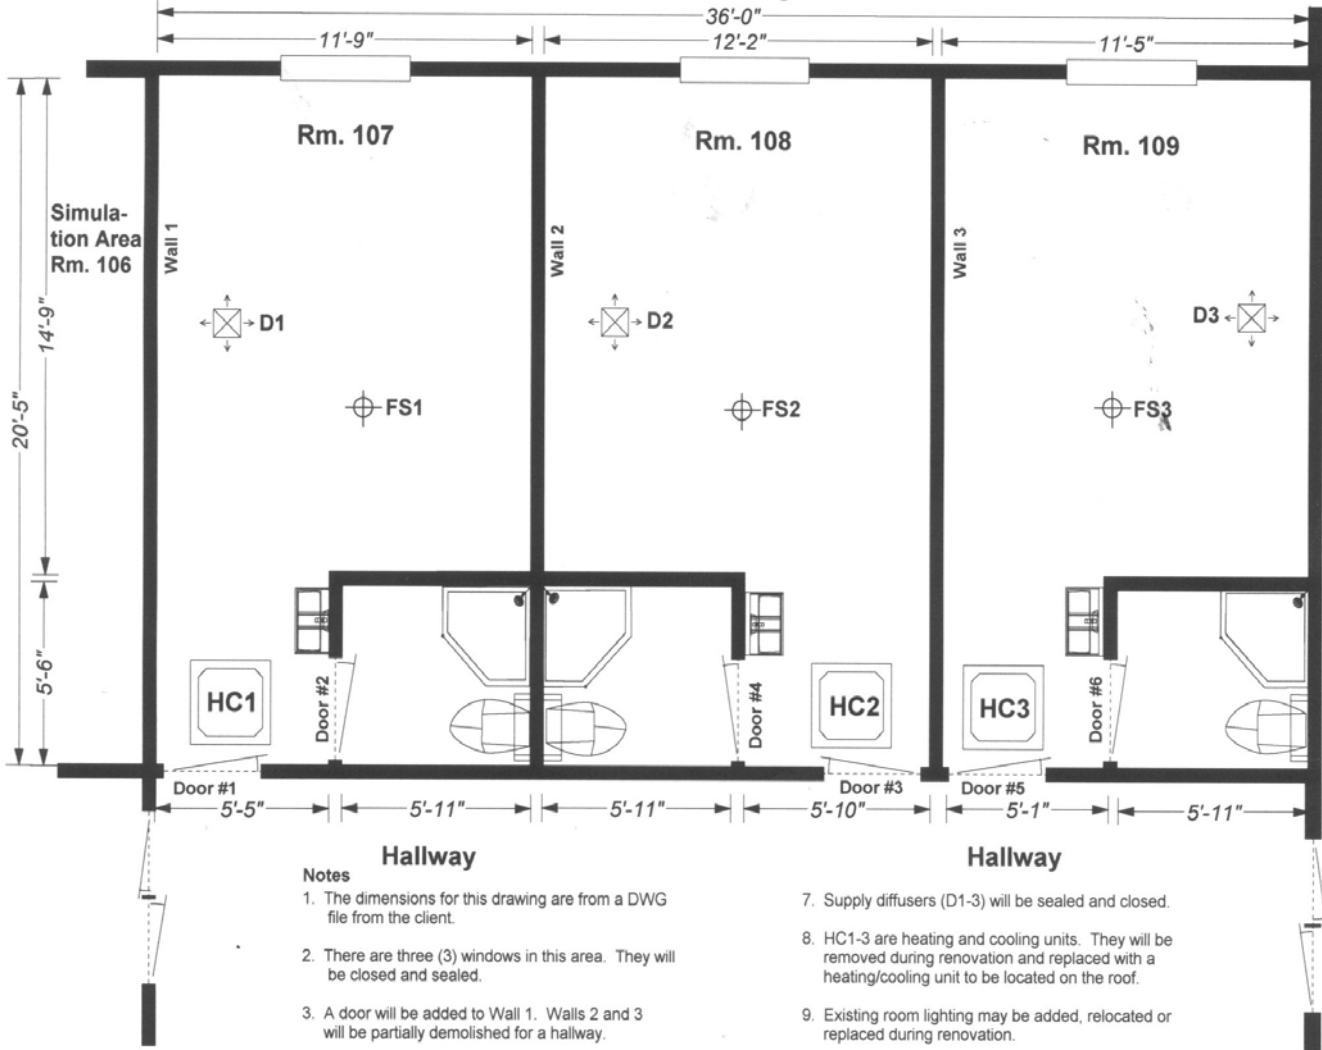 36'-0"
11'-9"
12'-2"
11'-5"
Rm. 107
Rm. 108
Rm. 109
Simula-
tion Area
Rm. 106
Wall 1
Wall 2
Wall 3
D1
D2
D3
14'-9"
20'-5"
FS1
FS2
FS3
5'-6"
HC1
Door #2
Door #4
HC2
HC3
Door #6
Door #1
Door #3
Door #5
5'-5"
5'-11"
5'-11"
5'-10"
5'-1"
5'-11"
Hallway
Hallway
Notes
1. The dimensions for this drawing are from a DWG
file from the client.
2. There are three (3) windows in this area. They will
be closed and sealed.
3. A door will be added to Wall 1. Walls 2 and 3
will be partially demolished for a hallway.
7. Supply diffusers (D1-3) will be sealed and closed.
8. HC1-3 are heating and cooling units. They will be
removed during renovation and replaced with a
heating/cooling unit to be located on the roof.
9. Existing room lighting may be added, relocated or
replaced during renovation.